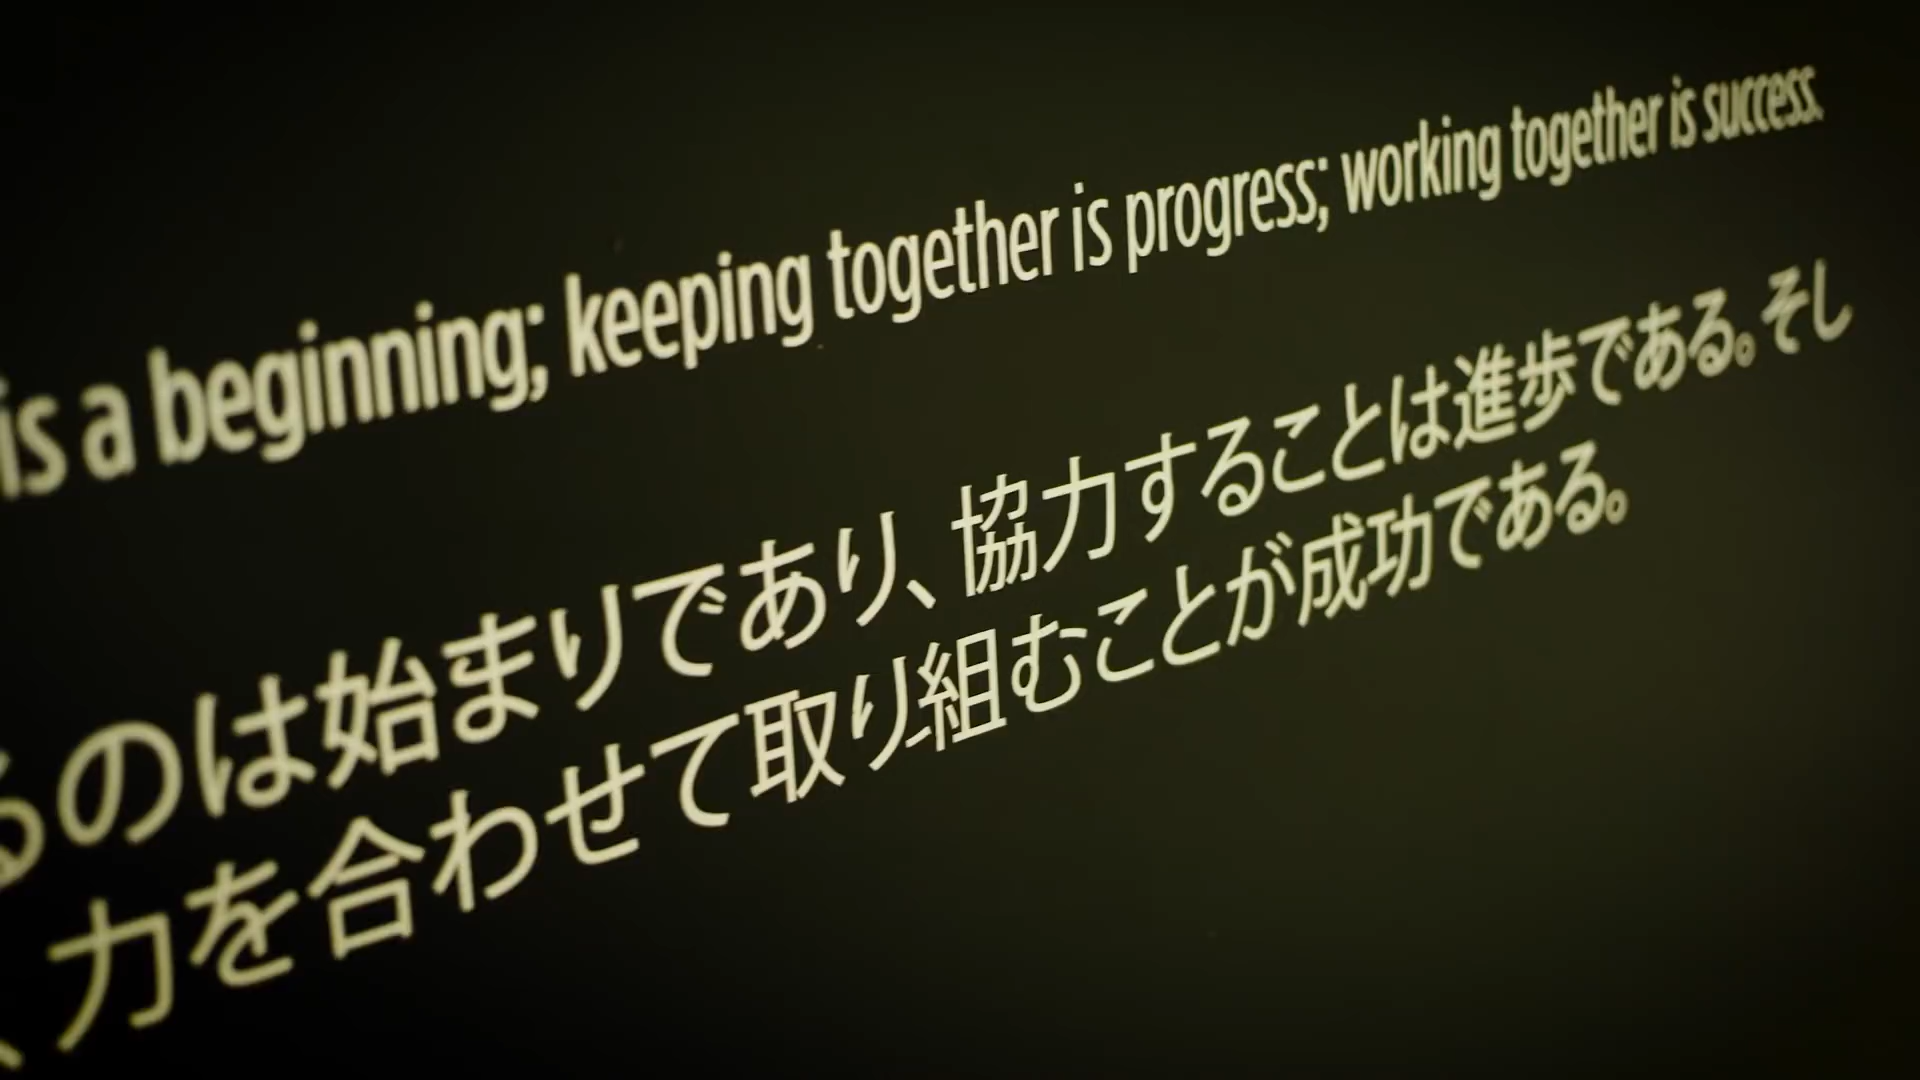 is a beginning; keeping together is progress; working together is success.
るのは始まりであり、協力することは進歩である。そし
、力を合わせて取り組むことが成功である。